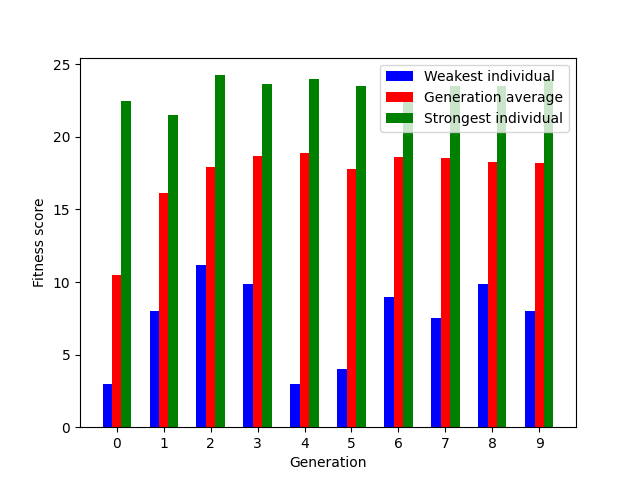 25
20
15
10
5
0
Fitness score
Weakest individual
Generation average
Strongest individual
0 1 2 3 4 5 6 7 8 9
Generation